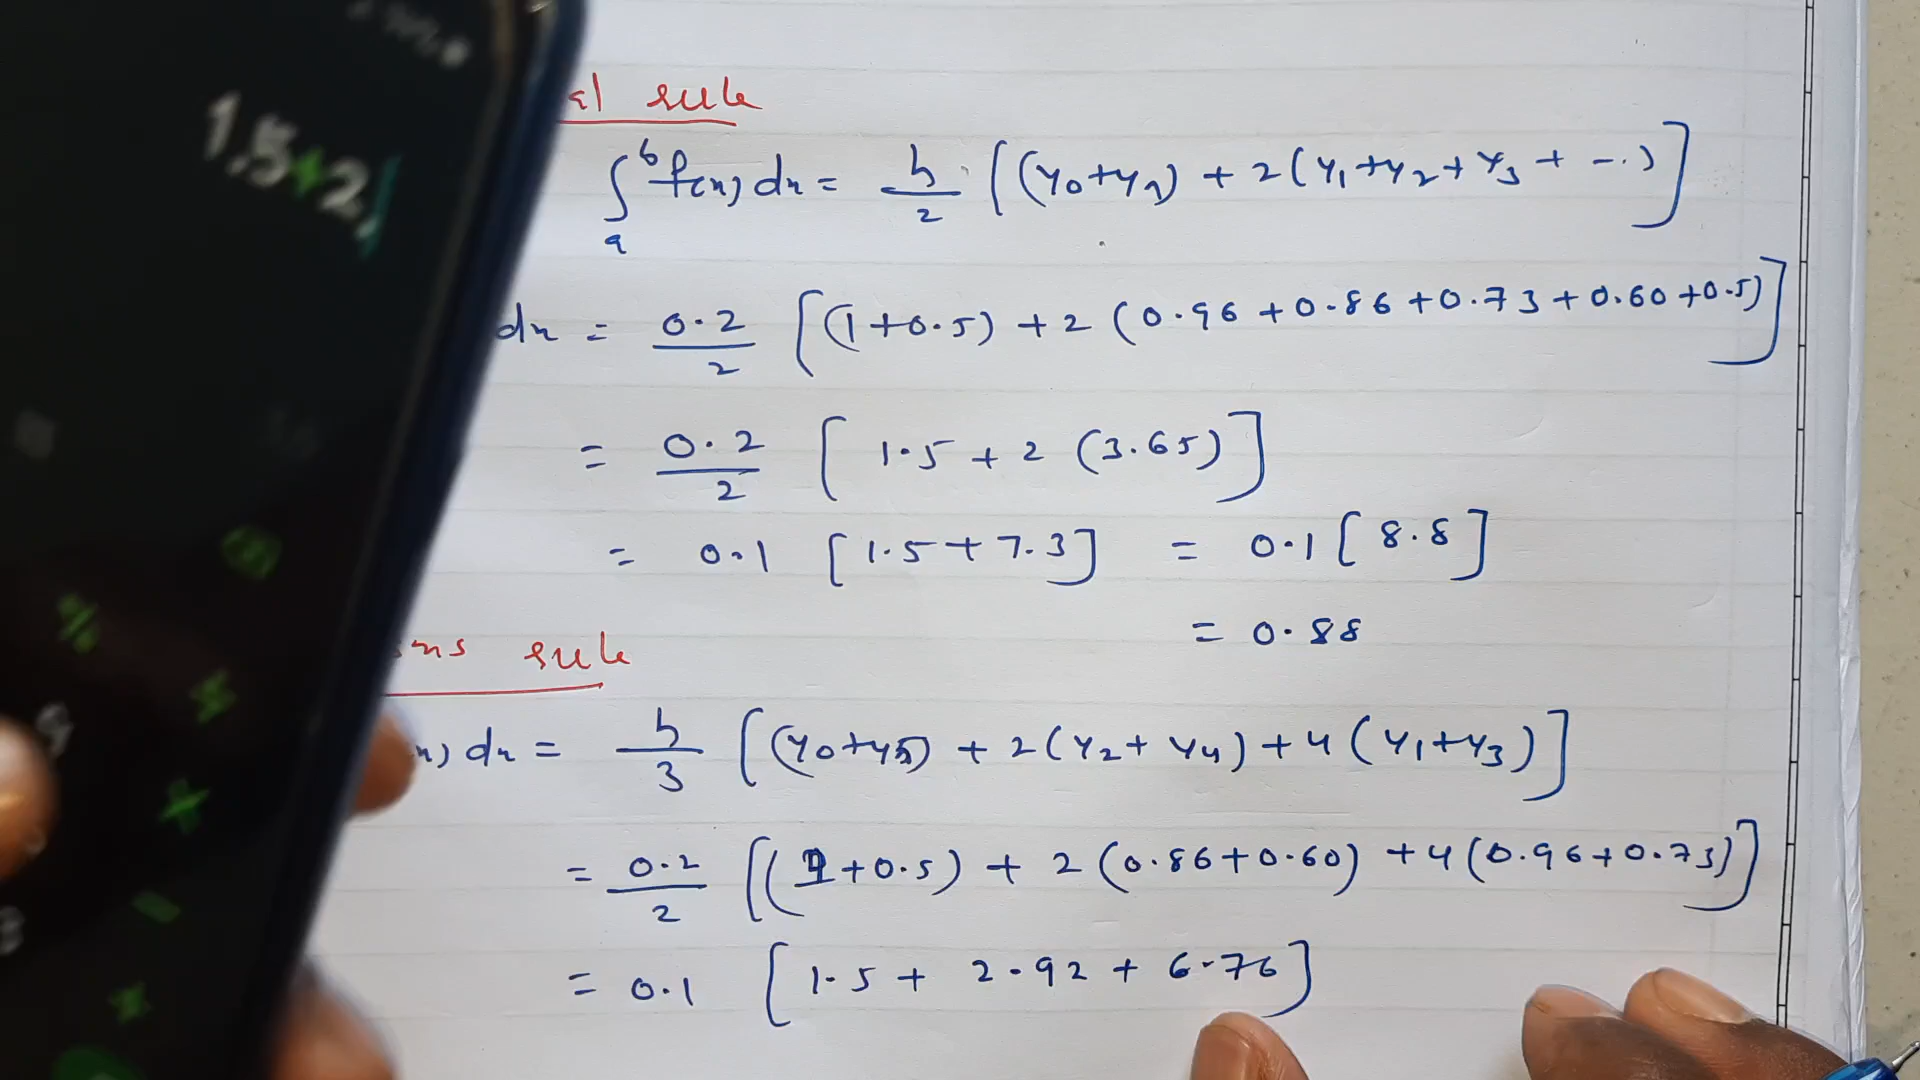 1.5+2
al rule
∫ₐᵇ f(x) dx = h/2 [(y₀+yₙ) + 2(y₁+y₂+y₃+--.)]
dx = 0.2/2 [(1+0.5) + 2 (0.96+0.86+0.73+0.60+0.5)]
= 0.2/2 [1.5 + 2 (3.65)]
= 0.1 [1.5+7.3] = 0.1 [8.8]
= 0.88
ons rule
x) dx = h/3 [(y₀+y₅) + 2(y₂+y₄) + 4(y₁+y₃)]
= 0.2/2 [(1+0.5) + 2(0.86+0.60) + 4(0.96+0.73)]
= 0.1 [1.5 + 2.92 + 6.76]